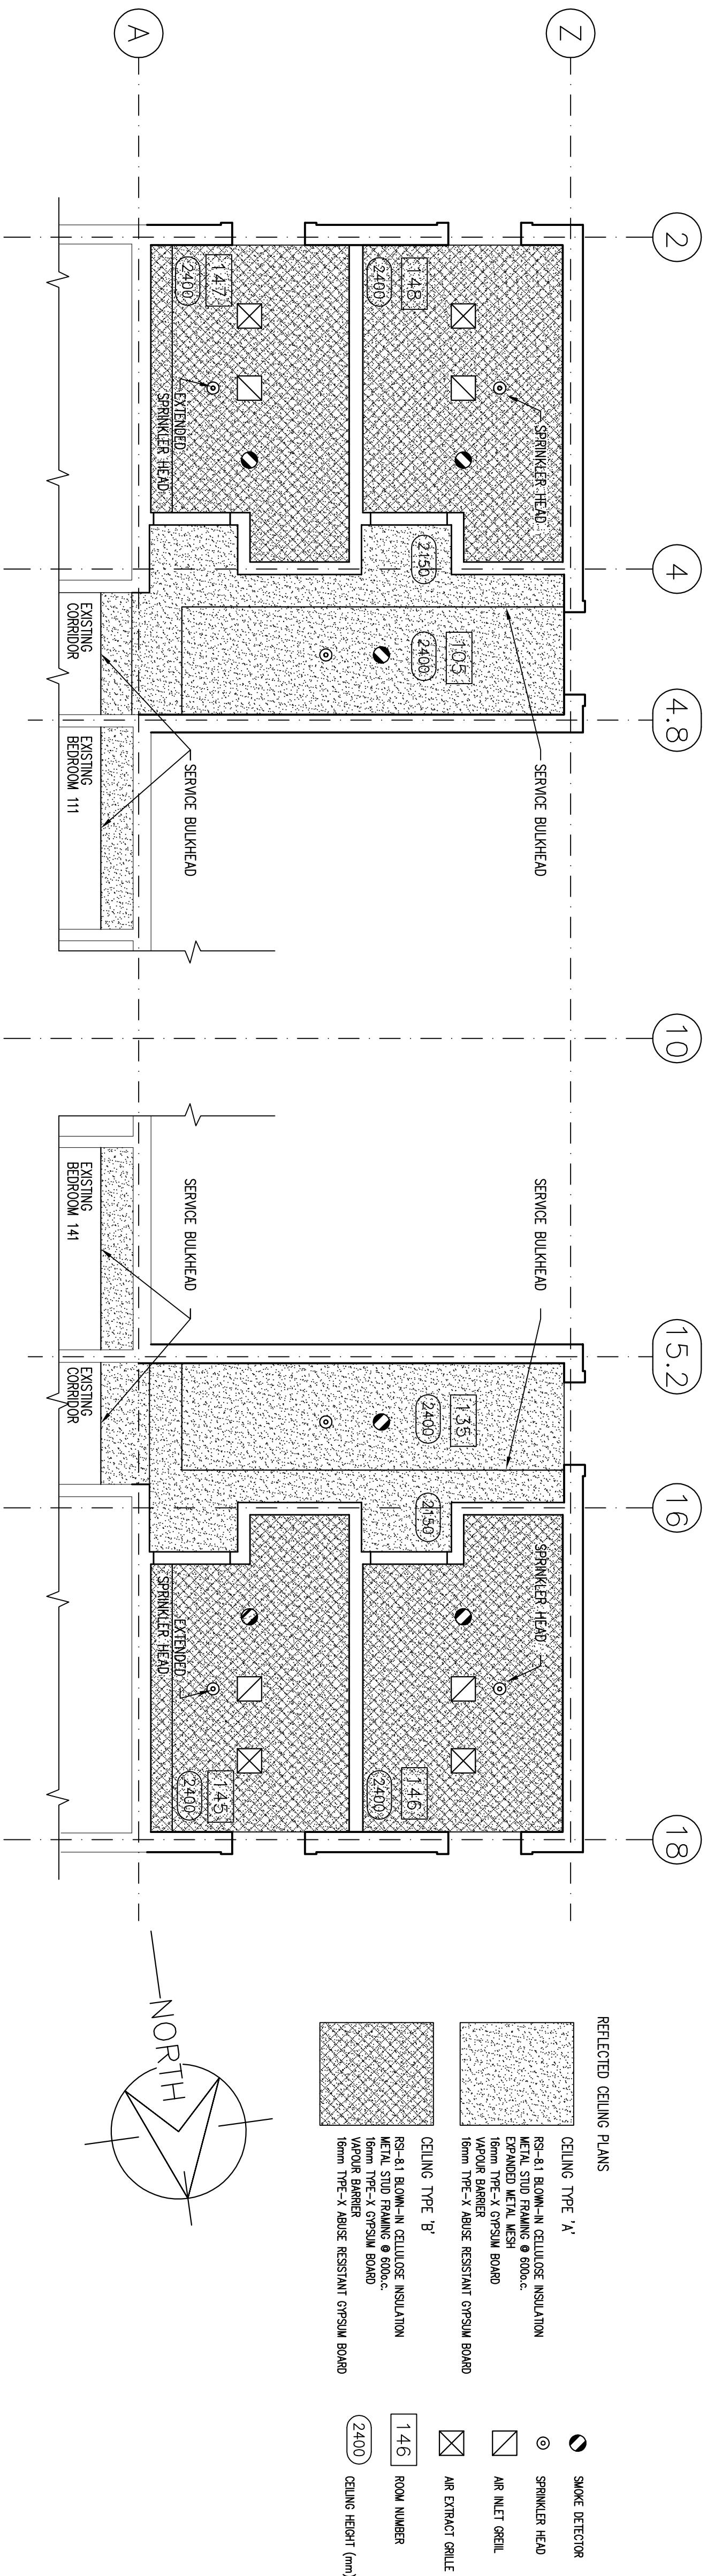 Z
A
2
4
4.8
10
15.2
16
18
148
2400
SPRINKLER HEAD
147
2400
EXTENDED
SPRINKLER HEAD
2150
105
2400
SERVICE BULKHEAD
SERVICE BULKHEAD
EXISTING
CORRIDOR
EXISTING
BEDROOM 111
SERVICE BULKHEAD
SERVICE BULKHEAD
EXISTING
BEDROOM 141
EXISTING
CORRIDOR
135
2400
2150
SPRINKLER HEAD
146
2400
EXTENDED
SPRINKLER HEAD
145
2400
NORTH
REFLECTED CEILING PLANS
CEILING TYPE 'A'
RSI-8.1 BLOWN-IN CELLULOSE INSULATION
METAL STUD FRAMING @ 600o.c.
EXPANDED METAL MESH
16mm TYPE-X GYPSUM BOARD
VAPOUR BARRIER
16mm TYPE-X ABUSE RESISTANT GYPSUM BOARD
CEILING TYPE 'B'
RSI-8.1 BLOWN-IN CELLULOSE INSULATION
METAL STUD FRAMING @ 600o.c.
16mm TYPE-X GYPSUM BOARD
VAPOUR BARRIER
16mm TYPE-X ABUSE RESISTANT GYPSUM BOARD
SMOKE DETECTOR
SPRINKLER HEAD
AIR INLET GREIIL
AIR EXTRACT GRILLE
146
ROOM NUMBER
2400
CEILING HEIGHT (mm)